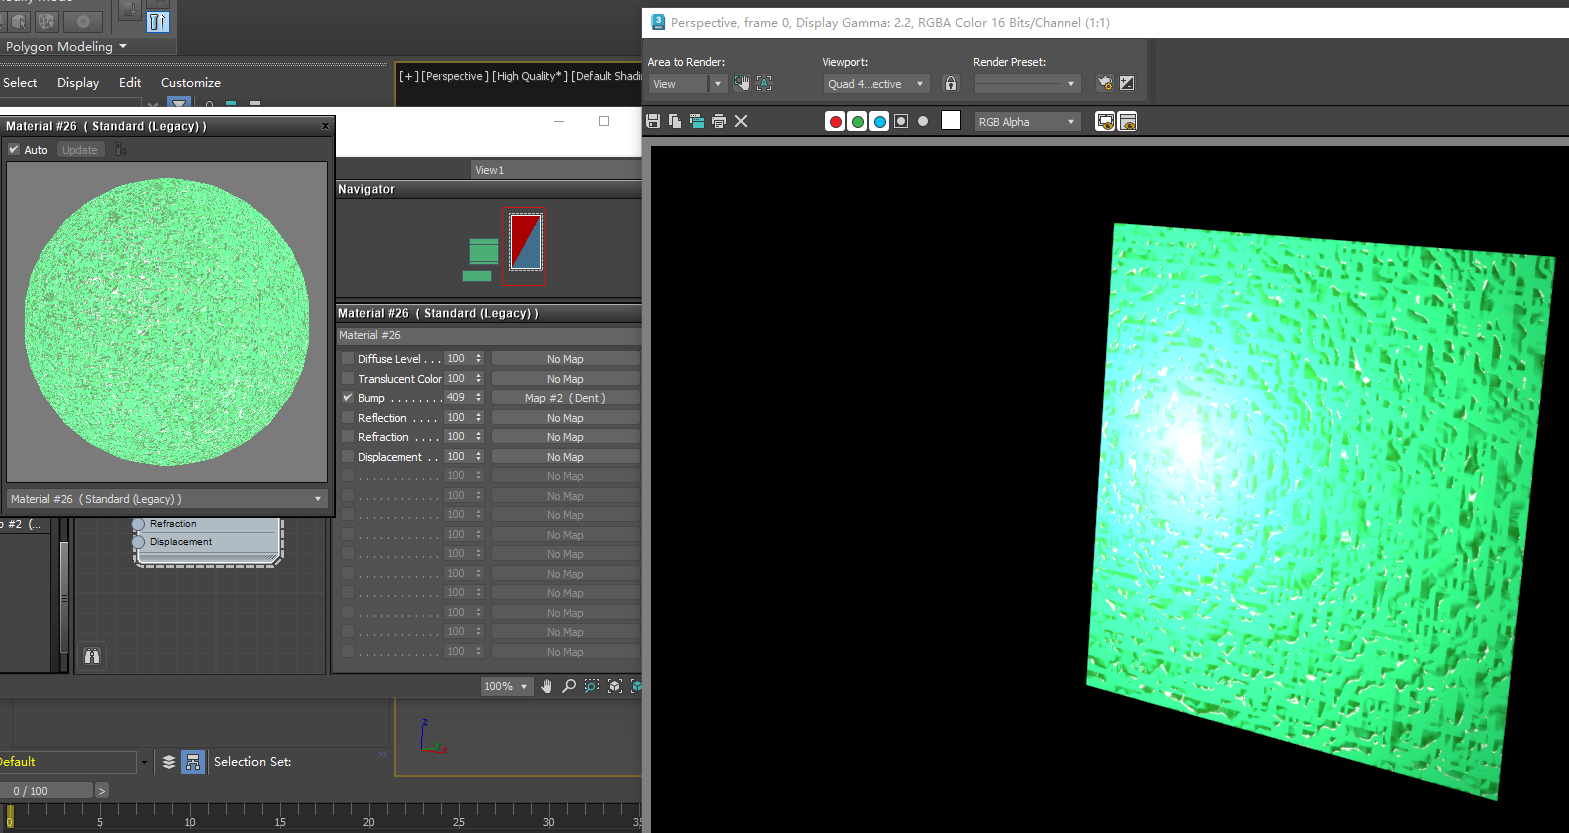 Polygon Modeling
Select Display Edit Customize
Material #26 ( Standard (Legacy) ) x
Auto Update
Material #26 ( Standard (Legacy) )
[+] [Perspective ] [High Quality* ] [Default Shadi
View1
Navigator
Material #26 ( Standard (Legacy) )
Material #26
Diffuse Level . . . 100 No Map
Translucent Color 100 No Map
Bump . . . . . . . . 409 Map #2 (Dent )
Reflection . . . . 100 No Map
Refraction . . . . 100 No Map
Displacement . . 100 No Map
. . . . . . . . . . . . 100 No Map
. . . . . . . . . . . . 100 No Map
. . . . . . . . . . . . 100 No Map
. . . . . . . . . . . . 100 No Map
. . . . . . . . . . . . 100 No Map
. . . . . . . . . . . . 100 No Map
. . . . . . . . . . . . 100 No Map
. . . . . . . . . . . . 100 No Map
. . . . . . . . . . . . 100 No Map
. . . . . . . . . . . . 100 No Map
#2 (...
Refraction
Displacement
100%
z
x
Default
Selection Set:
0 / 100 >
0 5 10 15 20 25 30 35
3
Perspective, frame 0, Display Gamma: 2.2, RGBA Color 16 Bits/Channel (1:1)
Area to Render: Viewport: Render Preset:
View Quad 4...ective
RGB Alpha